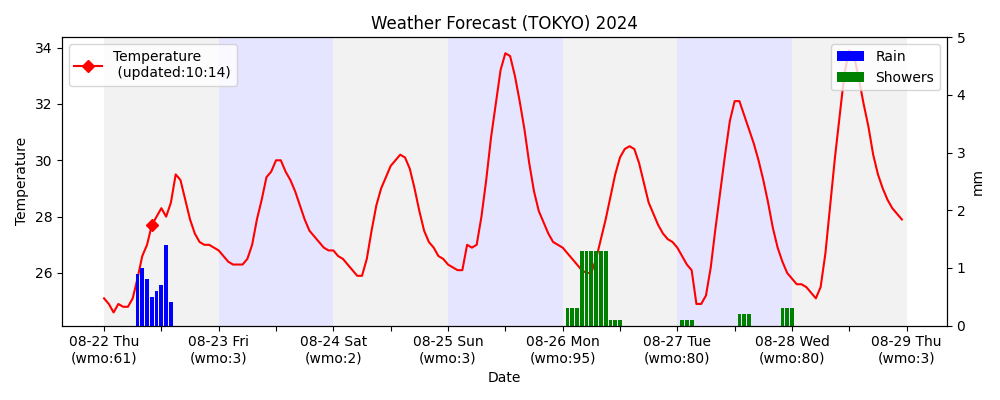 Weather Forecast (TOKYO) 2024
Temperature
(updated:10:14)
Rain
Showers
34
32
30
28
26
Temperature
5
4
3
2
1
0
mm
08-22 Thu
(wmo:61)
08-23 Fri
(wmo:3)
08-24 Sat
(wmo:2)
08-25 Sun
(wmo:3)
08-26 Mon
(wmo:95)
08-27 Tue
(wmo:80)
08-28 Wed
(wmo:80)
08-29 Thu
(wmo:3)
Date